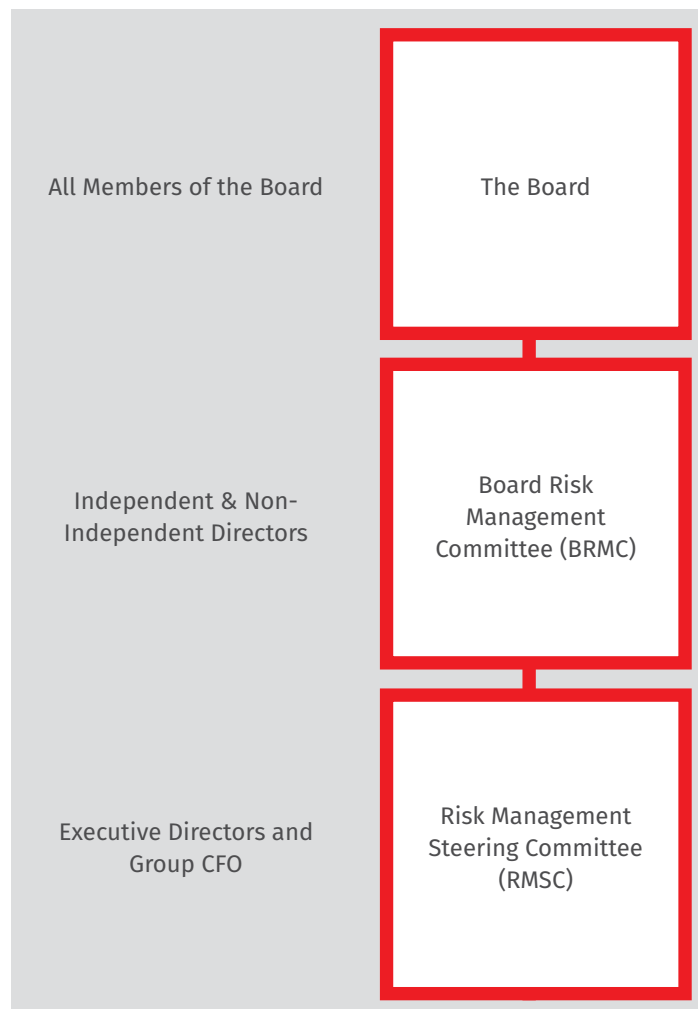 All Members of the Board
The Board
Independent & Non-
Independent Directors
Board Risk
Management
Committee (BRMC)
Executive Directors and
Group CFO
Risk Management
Steering Committee
(RMSC)